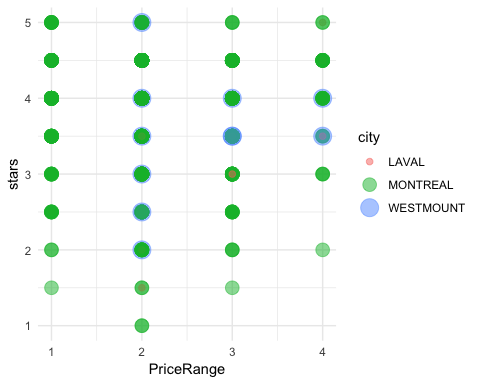 5
4
3
2
1
stars
1 2 3 4
PriceRange
city
LAVAL
MONTREAL
WESTMOUNT